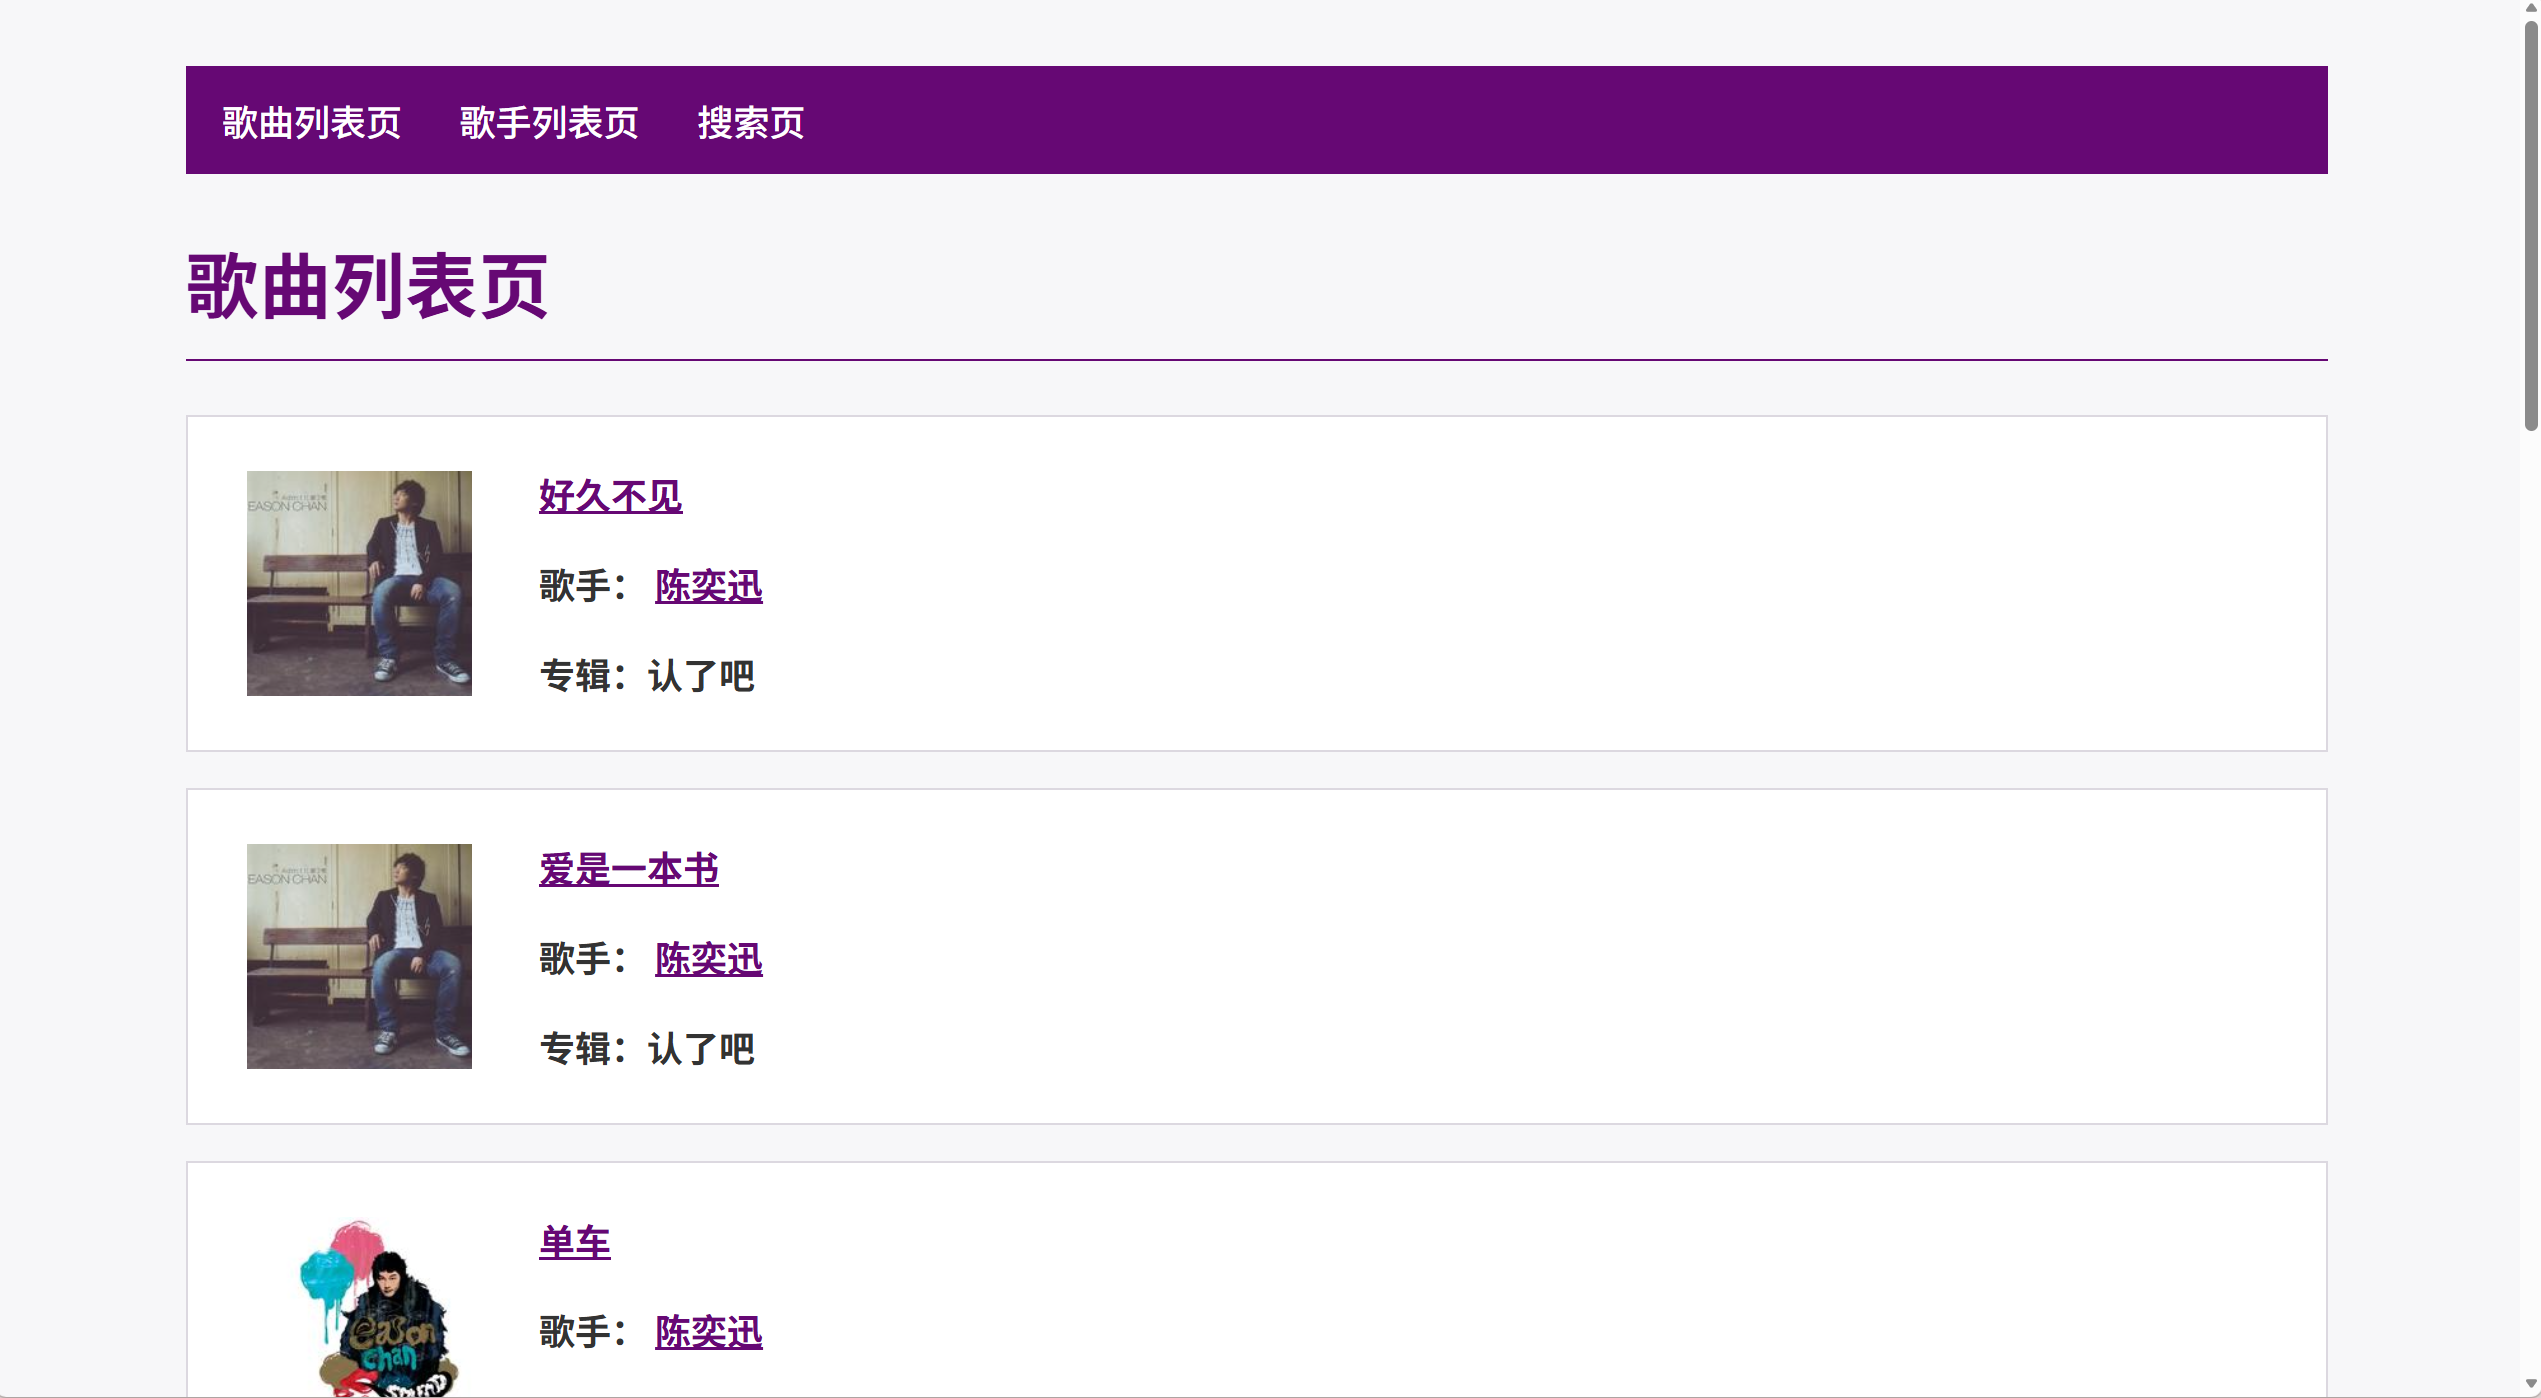 歌曲列表页 歌手列表页 搜索页
歌曲列表页
EASON CHAN
好久不见
歌手： 陈奕迅
专辑：认了吧
EASON CHAN
爱是一本书
歌手： 陈奕迅
专辑：认了吧
eason
chan
单车
歌手： 陈奕迅